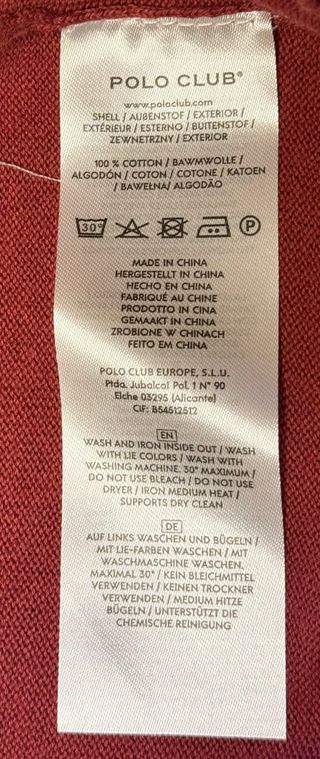 POLO CLUB®
www.poloclub.com
SHELL / AUßENSTOF / EXTERIOR /
EXTÉRIEUR / ESTERNO / BUITENSTOF /
ZEWNETRZNY / EXTERIOR
100 % COTTON / BAWMWOLLE /
ALGODÓN / COTON / COTONE / KATOEN
/ BAWEŁNA/ ALGODÃO
30°
P
MADE IN CHINA
HERGESTELLT IN CHINA
HECHO EN CHINA
FABRIQUÉ AU CHINE
PRODOTTO IN CINA
GEMAAKT IN CHINA
ZROBIONE W CHINACH
FEITO EM CHINA
POLO CLUB EUROPE, S.L.U.
Ptda. Jubalcoi Pol. 1 N° 90
Elche 03295 (Alicante)
CIF: B54512512
EN
WASH AND IRON INSIDE OUT / WASH
WITH LIE COLORS / WASH WITH
WASHING MACHINE. 30° MAXIMUM /
DO NOT USE BLEACH / DO NOT USE
DRYER / IRON MEDIUM HEAT /
SUPPORTS DRY CLEAN
DE
AUF LINKS WASCHEN UND BÜGELN /
MIT LIE-FARBEN WASCHEN / MIT
WASCHMASCHINE WASCHEN.
MAXIMAL 30° / KEIN BLEICHMITTEL
VERWENDEN / KEINEN TROCKNER
VERWENDEN / MEDIUM HITZE
BÜGELN / UNTERSTÜTZT DIE
CHEMISCHE REINIGUNG